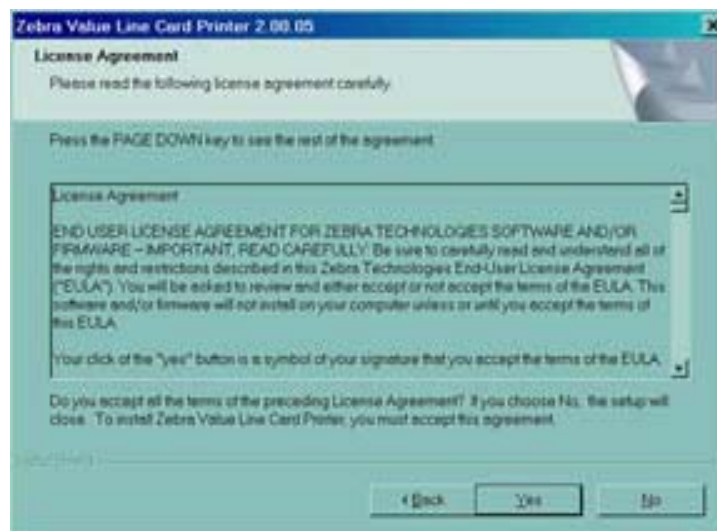 Zebra Value Line Card Printer 2.00.05
License Agreement
Please read the following license agreement carefully.
Press the PAGE DOWN key to see the rest of the agreement.
License Agreement
END USER LICENSE AGREEMENT FOR ZEBRA TECHNOLOGIES SOFTWARE AND/OR
FIRMWARE – IMPORTANT, READ CAREFULLY: Be sure to carefully read and understand all of
the rights and restrictions described in this Zebra Technologies End-User License Agreement
("EULA"). You will be asked to review and either accept or not accept the terms of the EULA. This
software and/or firmware will not install on your computer unless or until you accept the terms of
this EULA.
Your click of the "yes" button is a symbol of your signature that you accept the terms of the EULA.
Do you accept all the terms of the preceding License Agreement? If you choose No, the setup will
close. To install Zebra Value Line Card Printer, you must accept this agreement.
< Back
Yes
No